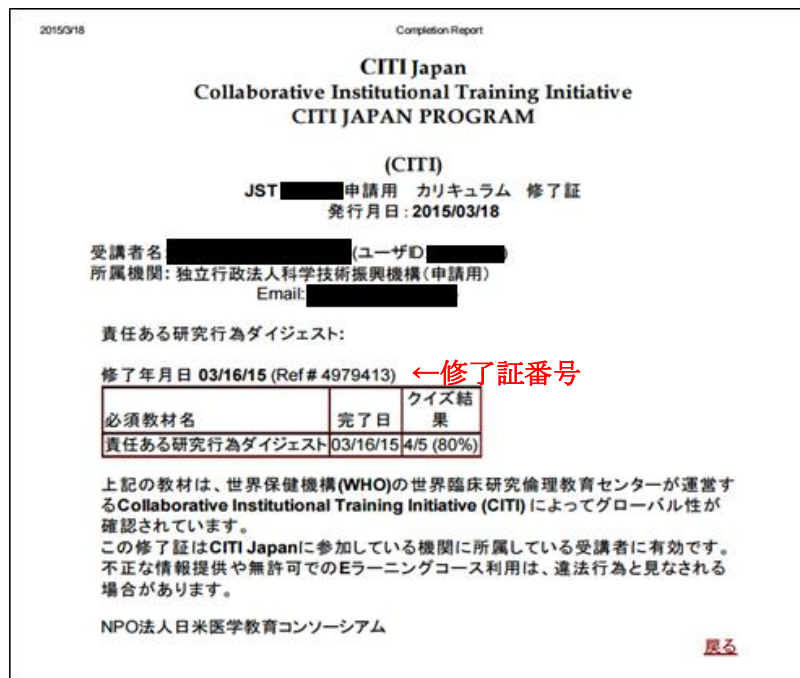 2015/3/18 Completion Report
CITI Japan
Collaborative Institutional Training Initiative
CITI JAPAN PROGRAM
(CITI)
JST 申請用 カリキュラム 修了証
発行月日:2015/03/18
受講者名: (ユーザID )
所属機関:独立行政法人科学技術振興機構(申請用)
Email:
責任ある研究行為ダイジェスト:
修了年月日 03/16/15 (Ref # 4979413) ←修了証番号
必須教材名 完了日 クイズ結果
責任ある研究行為ダイジェスト 03/16/15 4/5 (80%)
上記の教材は、世界保健機構(WHO)の世界臨床研究倫理教育センターが運営す
るCollaborative Institutional Training Initiative (CITI) によってグローバル性が
確認されています。
この修了証はCITI Japanに参加している機関に所属している受講者に有効です。
不正な情報提供や無許可でのEラーニングコース利用は、違法行為と見なされる
場合があります。
NPO法人日米医学教育コンソーシアム
戻る